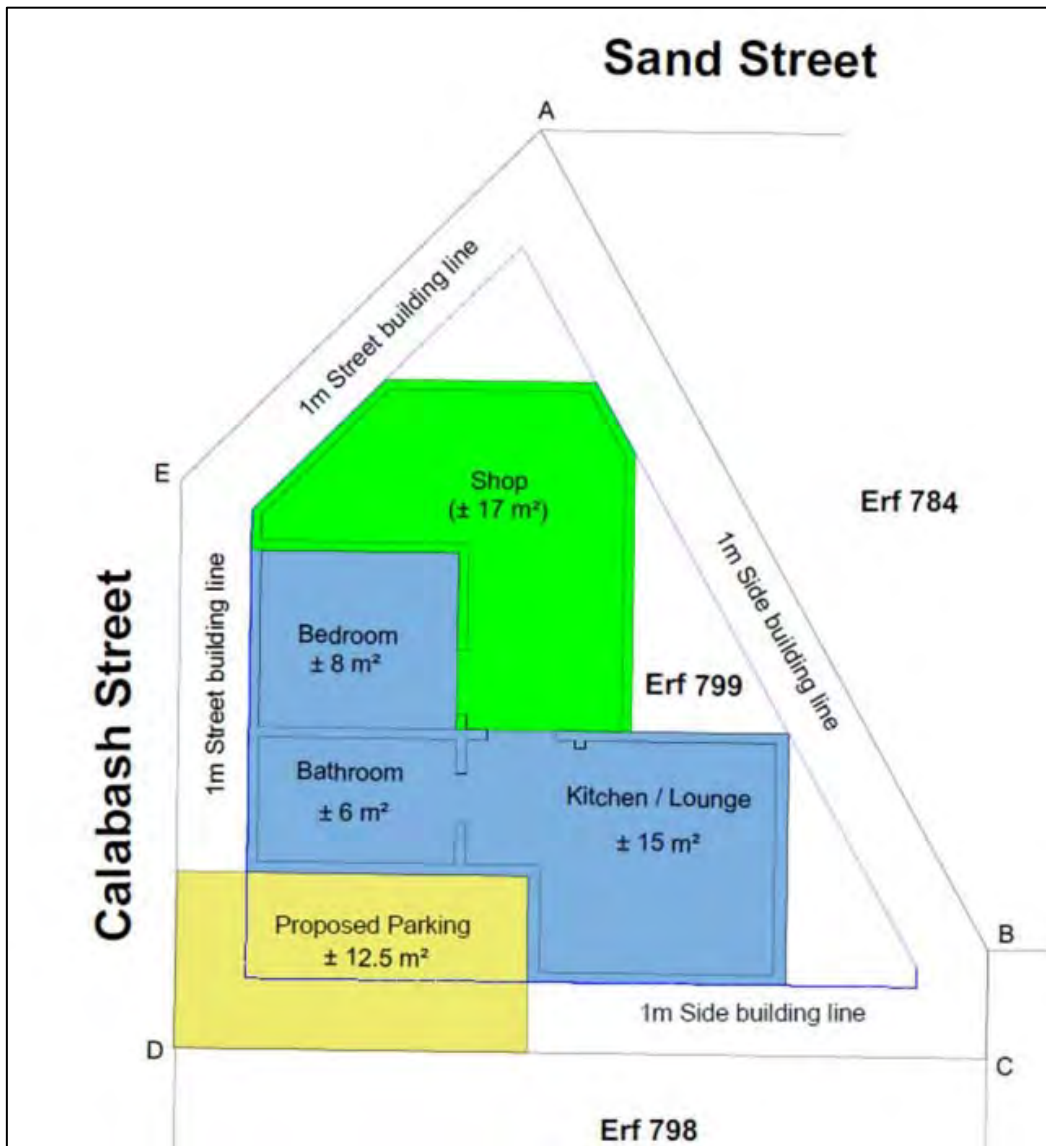 Sand Street
A
1m Street building line
E
Shop
(± 17 m²)
Erf 784
Calabash Street
1m Street building line
1m Side building line
Bedroom
± 8 m²
Erf 799
Bathroom
± 6 m²
Kitchen / Lounge
± 15 m²
Proposed Parking
± 12.5 m²
B
1m Side building line
D
C
Erf 798